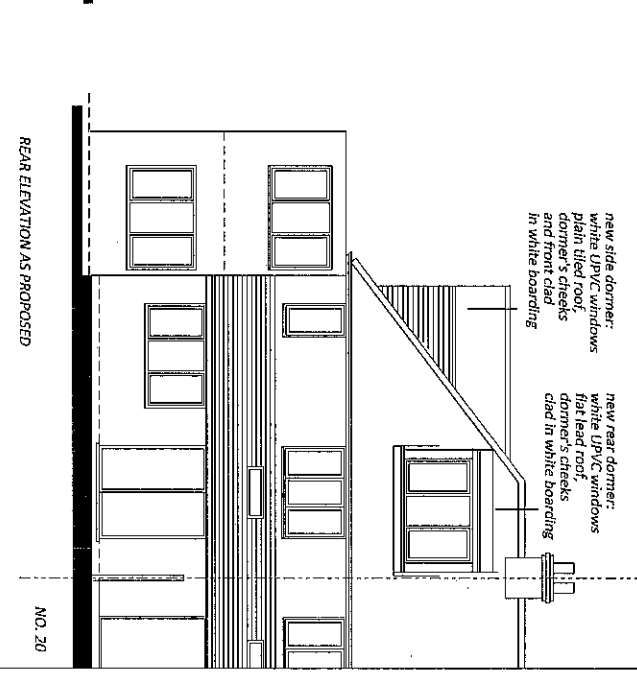 new side dormer:
white UPVC windows
plain tiled roof,
dormer's cheeks
and front clad
in white boarding
new rear dormer:
white UPVC windows
flat lead roof,
dormer's cheeks
clad in white boarding
REAR ELEVATION AS PROPOSED
NO. 20